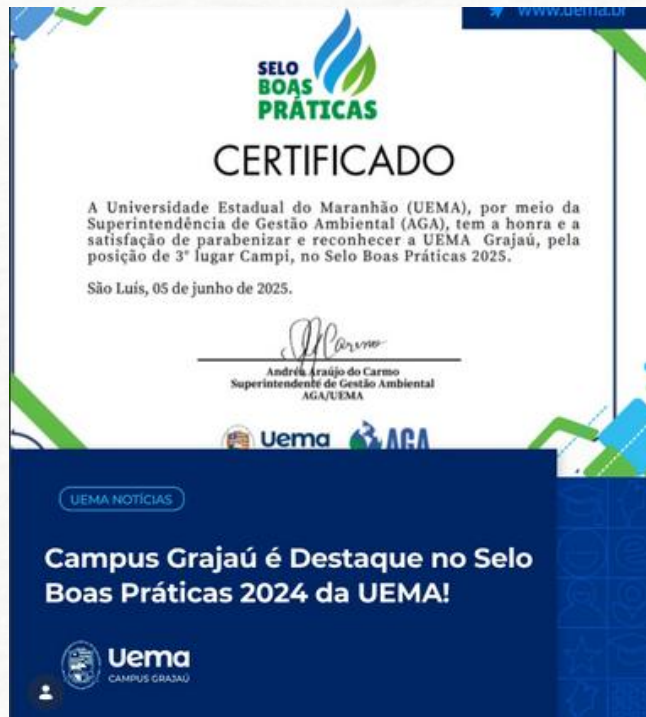 www.uema.br
SELO
BOAS
PRÁTICAS
CERTIFICADO
A Universidade Estadual do Maranhão (UEMA), por meio da
Superintendência de Gestão Ambiental (AGA), tem a honra e a
satisfação de parabenizar e reconhecer a UEMA Grajaú, pela
posição de 3° lugar Campi, no Selo Boas Práticas 2025.
São Luís, 05 de junho de 2025.
Carmo
Andréa Araújo do Carmo
Superintendente de Gestão Ambiental
AGA/UEMA
Uema
AGA
UEMA NOTÍCIAS
Campus Grajaú é Destaque no Selo
Boas Práticas 2024 da UEMA!
Uema
CAMPUS GRAJAÚ